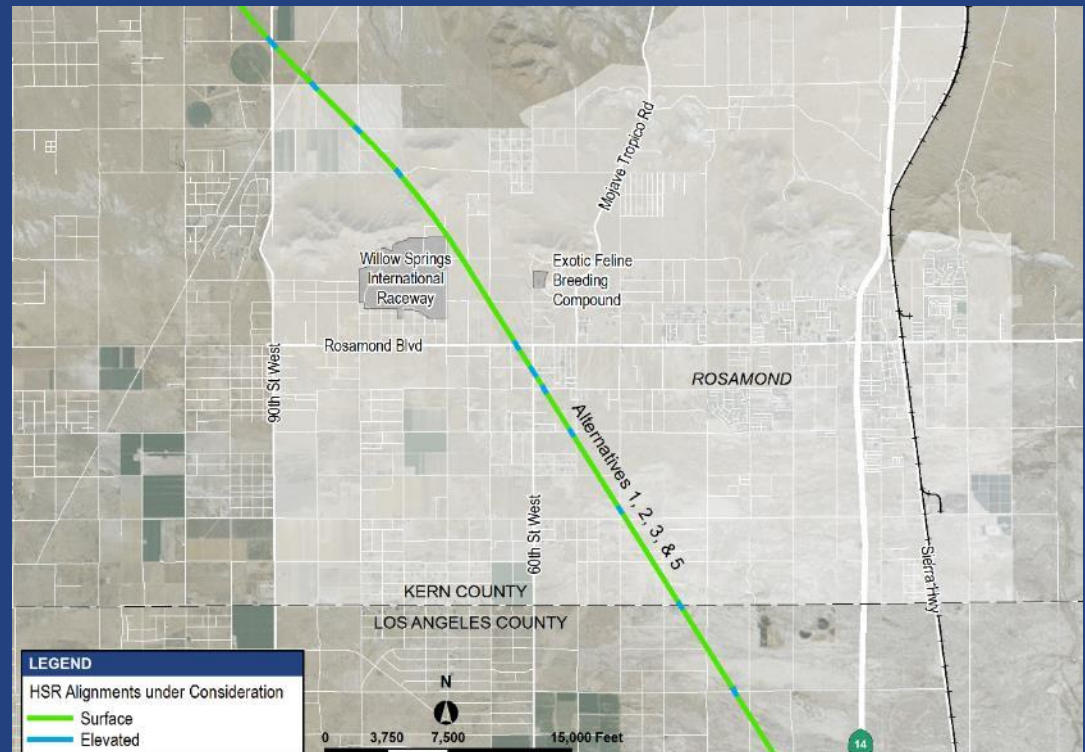 Mojave Tropico Rd
Willow Springs
International
Raceway
Exotic Feline
Breeding
Compound
Rosamond Blvd
90th St West
ROSAMOND
Alternatives 1, 2, 3, & 5
60th St West
Sierra Hwy
KERN COUNTY
LOS ANGELES COUNTY
LEGEND
HSR Alignments under Consideration
Surface
Elevated
N
0 3,750 7,500 15,000 Feet
14